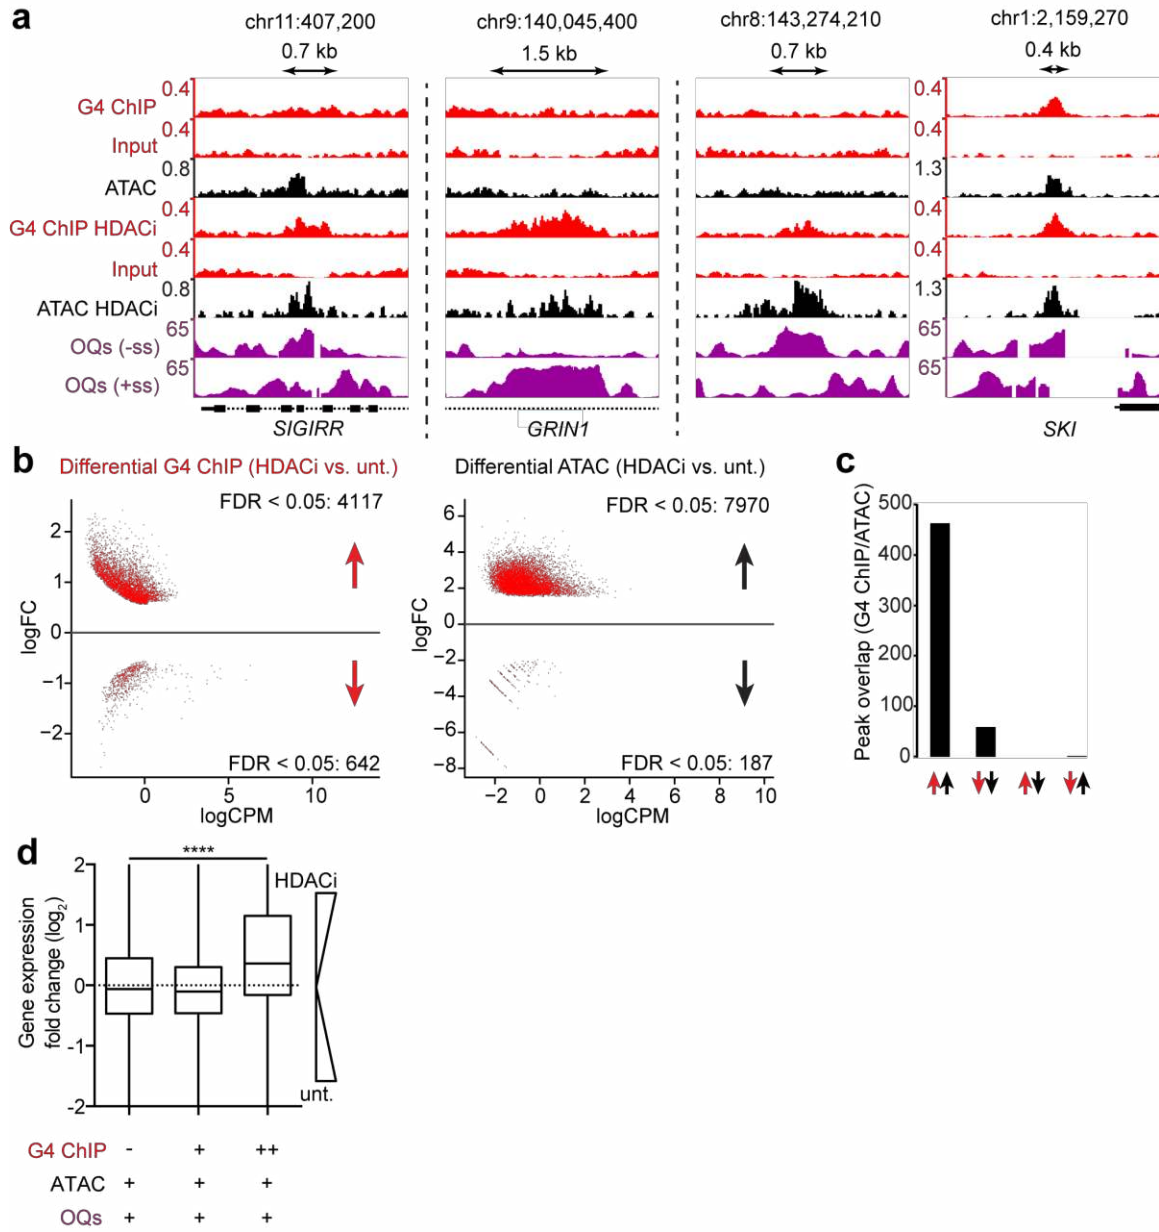 a
chr11:407,200 chr9:140,045,400 chr8:143,274,210 chr1:2,159,270
0.7 kb 1.5 kb 0.7 kb 0.4 kb
G4 ChIP 0.4 0.4
Input 0.4 0.4
ATAC 0.8 1.3
G4 ChIP HDACi 0.4 0.4
Input 0.4 0.4
ATAC HDACi 0.8 1.3
OQs (-ss) 65 65
OQs (+ss) 65 65
SIGIRR GRIN1 SKI
b
Differential G4 ChIP (HDACi vs. unt.)
FDR < 0.05: 4117
logFC
2
1
0
−1
−2
FDR < 0.05: 642
0 5 10
logCPM
Differential ATAC (HDACi vs. unt.)
FDR < 0.05: 7970
logFC
6
4
2
0
−2
−4
−6
−8
FDR < 0.05: 187
−2 0 2 4 6 8 10
logCPM
c
Peak overlap (G4 ChIP/ATAC)
500
400
300
200
100
0
d
Gene expression
fold change (log2)
2
1
0
-1
-2
****
HDACi
unt.
G4 ChIP - + ++
ATAC + + +
OQs + + +